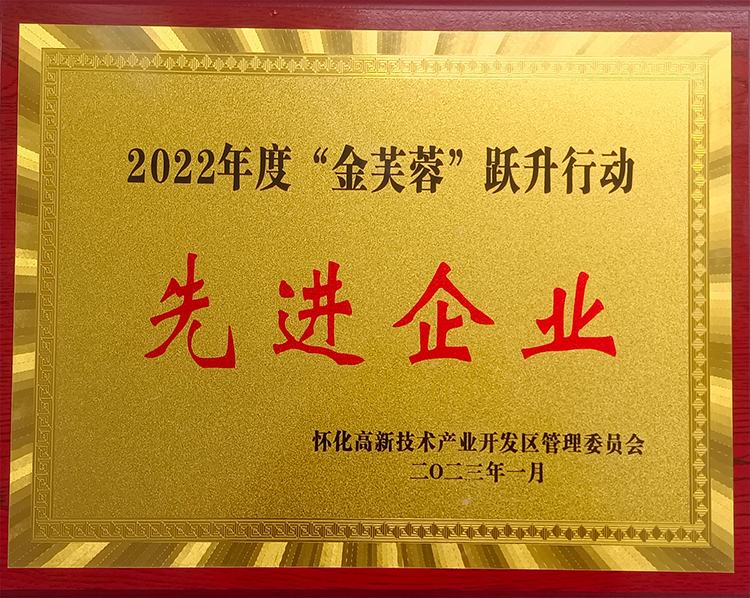 2022年度“金芙蓉”跃升行动
先进企业
怀化高新技术产业开发区管理委员会
二〇二三年一月